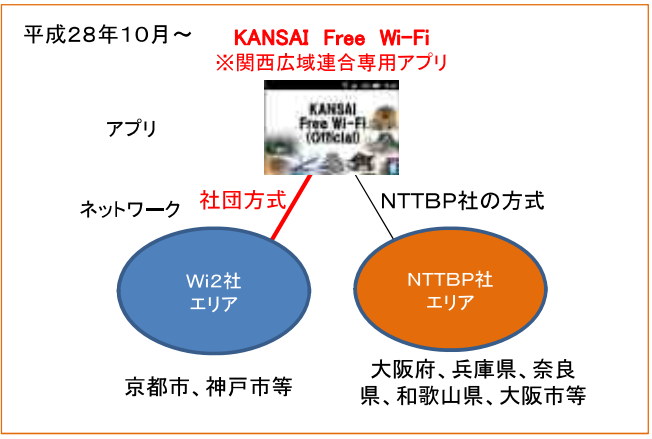 平成２８年１０月～
KANSAI Free Wi-Fi
※関西広域連合専用アプリ
KANSAI
Free Wi-Fi
(Official)
アプリ
ネットワーク
社団方式
NTTBP社の方式
Wi2社
エリア
NTTBP社
エリア
京都市、神戸市等
大阪府、兵庫県、奈良
県、和歌山県、大阪市等